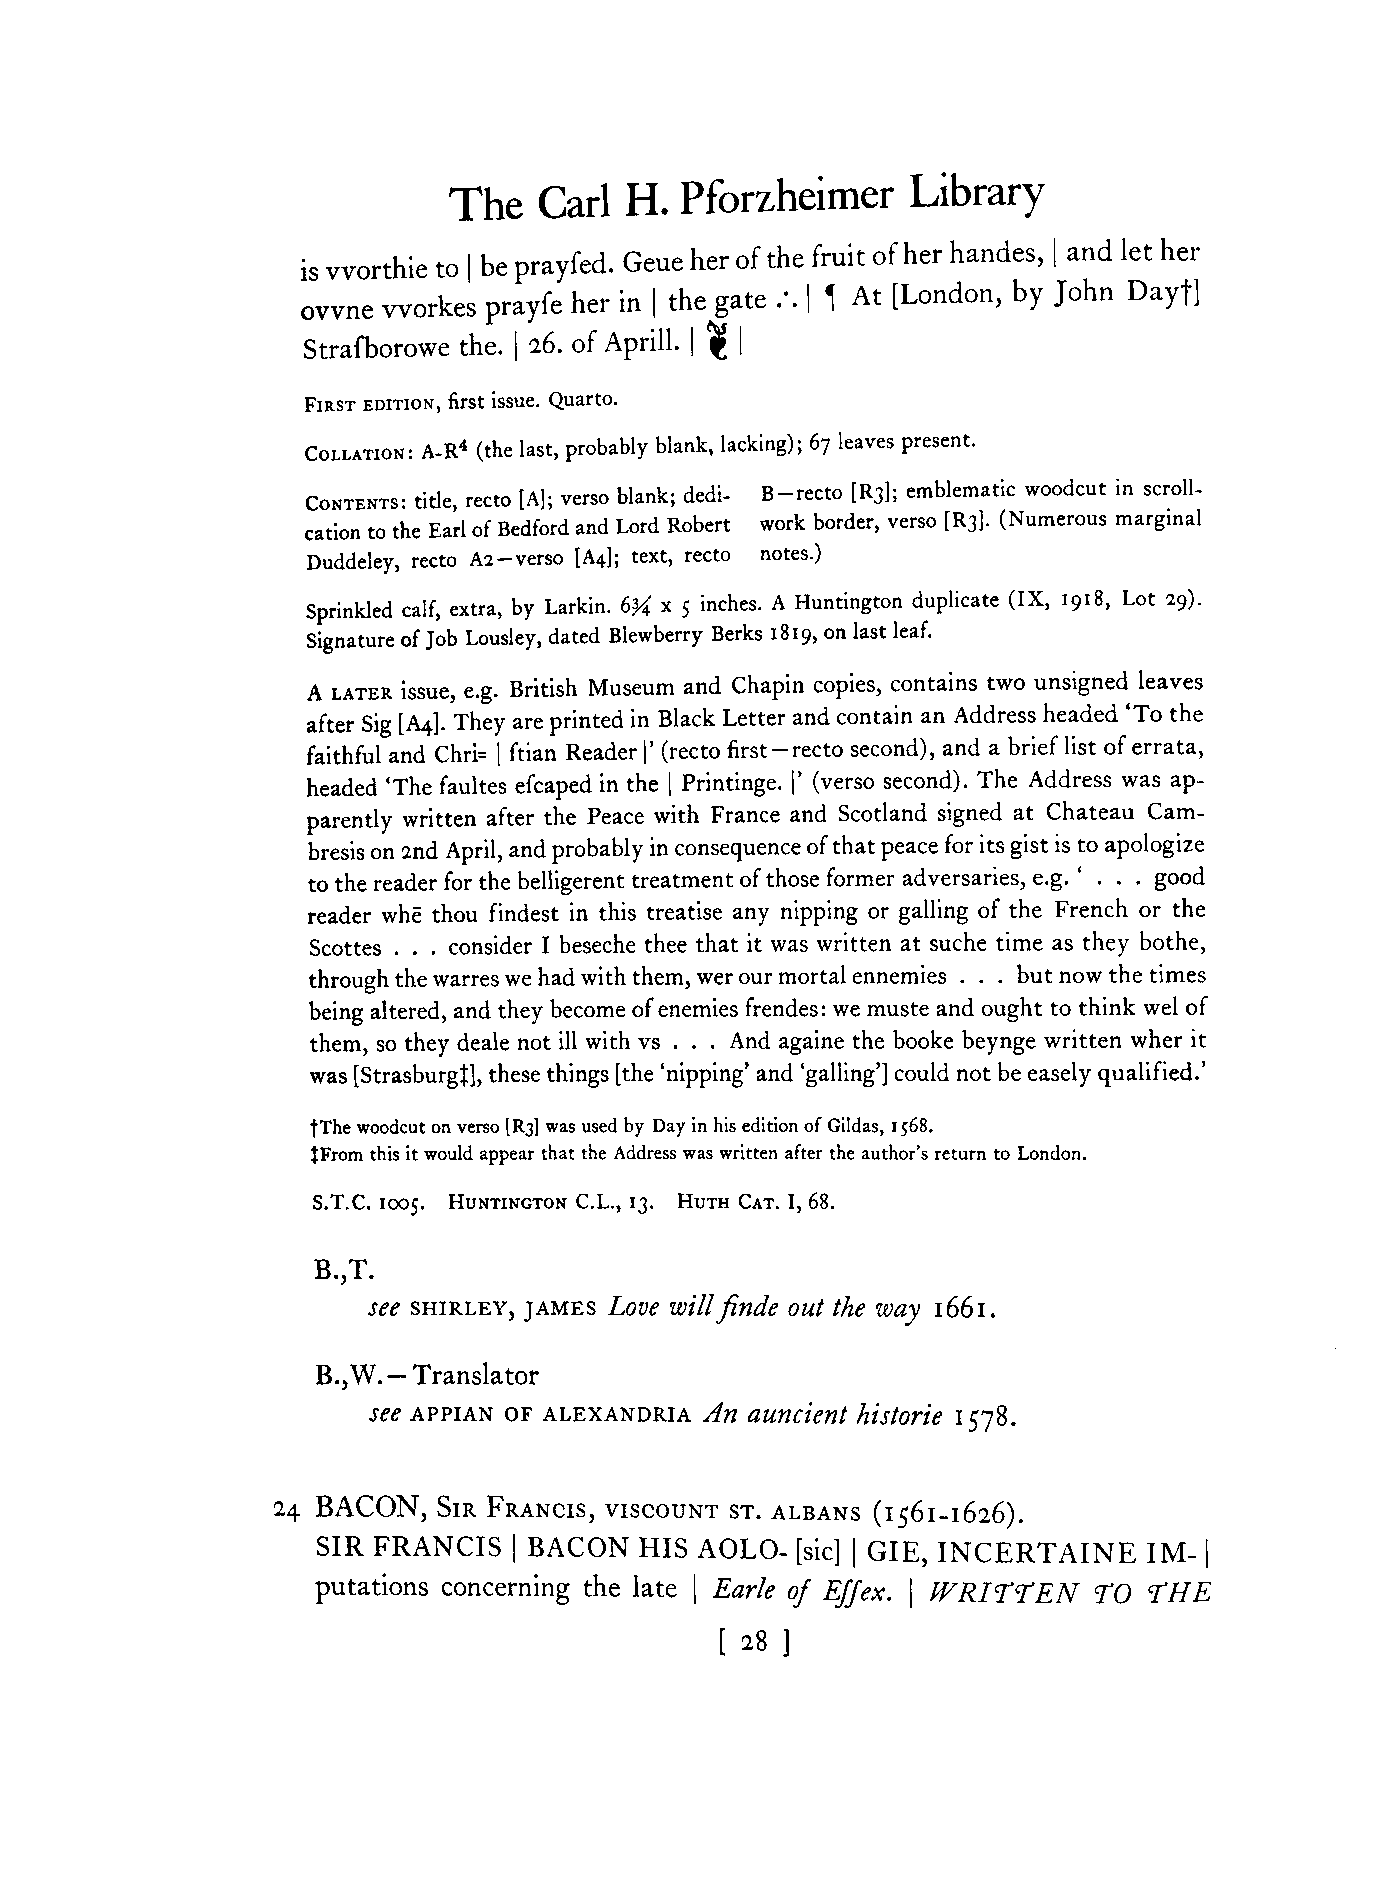 The Carl H. Pforzheimer Library
is vvorthie to | be prayſed. Geue her of the fruit of her handes, | and let her
ovvne vvorkes prayſe her in | the gate .·. | ¶ At [London, by John Day†]
Straſborowe the. | 26. of Aprill. | ❦ |
FIRST EDITION, first issue. Quarto.
COLLATION: A-R⁴ (the last, probably blank, lacking); 67 leaves present.
CONTENTS: title, recto [A]; verso blank; dedi-
cation to the Earl of Bedford and Lord Robert
Duddeley, recto A2—verso [A4]; text, recto
B—recto [R3]; emblematic woodcut in scroll-
work border, verso [R3]. (Numerous marginal
notes.)
Sprinkled calf, extra, by Larkin. 6¾ x 5 inches. A Huntington duplicate (IX, 1918, Lot 29).
Signature of Job Lousley, dated Blewberry Berks 1819, on last leaf.
A LATER issue, e.g. British Museum and Chapin copies, contains two unsigned leaves
after Sig [A4]. They are printed in Black Letter and contain an Address headed ‘To the
faithful and Chri= | ſtian Reader |’ (recto first—recto second), and a brief list of errata,
headed ‘The faultes eſcaped in the | Printinge. |’ (verso second). The Address was ap-
parently written after the Peace with France and Scotland signed at Chateau Cam-
bresis on 2nd April, and probably in consequence of that peace for its gist is to apologize
to the reader for the belligerent treatment of those former adversaries, e.g. ‘ . . . good
reader whē thou findest in this treatise any nipping or galling of the French or the
Scottes . . . consider I beseche thee that it was written at suche time as they bothe,
through the warres we had with them, wer our mortal ennemies . . . but now the times
being altered, and they become of enemies frendes: we muste and ought to think wel of
them, so they deale not ill with vs . . . And againe the booke beynge written wher it
was [Strasburg‡], these things [the ‘nipping’ and ‘galling’] could not be easely qualified.’
†The woodcut on verso [R3] was used by Day in his edition of Gildas, 1568.
‡From this it would appear that the Address was written after the author’s return to London.
S.T.C. 1005. HUNTINGTON C.L., 13. HUTH CAT. I, 68.
B.,T.
see SHIRLEY, JAMES Love will finde out the way 1661.
B.,W.—Translator
see APPIAN OF ALEXANDRIA An auncient historie 1578.
24 BACON, SIR FRANCIS, VISCOUNT ST. ALBANS (1561-1626).
SIR FRANCIS | BACON HIS AOLO- [sic] | GIE, INCERTAINE IM- |
putations concerning the late | Earle of Eſſex. | WRITTEN TO THE
[ 28 ]